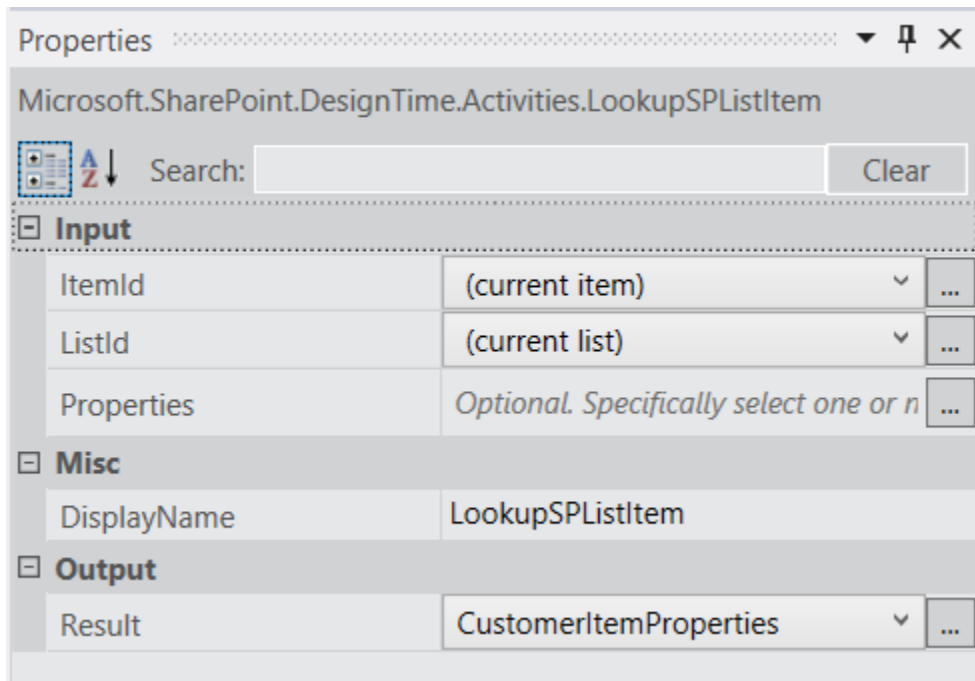 Properties
Microsoft.SharePoint.DesignTime.Activities.LookupSPListItem
A Z Search: Clear
Input
ItemId (current item) ...
ListId (current list) ...
Properties Optional. Specifically select one or ...
Misc
DisplayName LookupSPListItem
Output
Result CustomerItemProperties ...